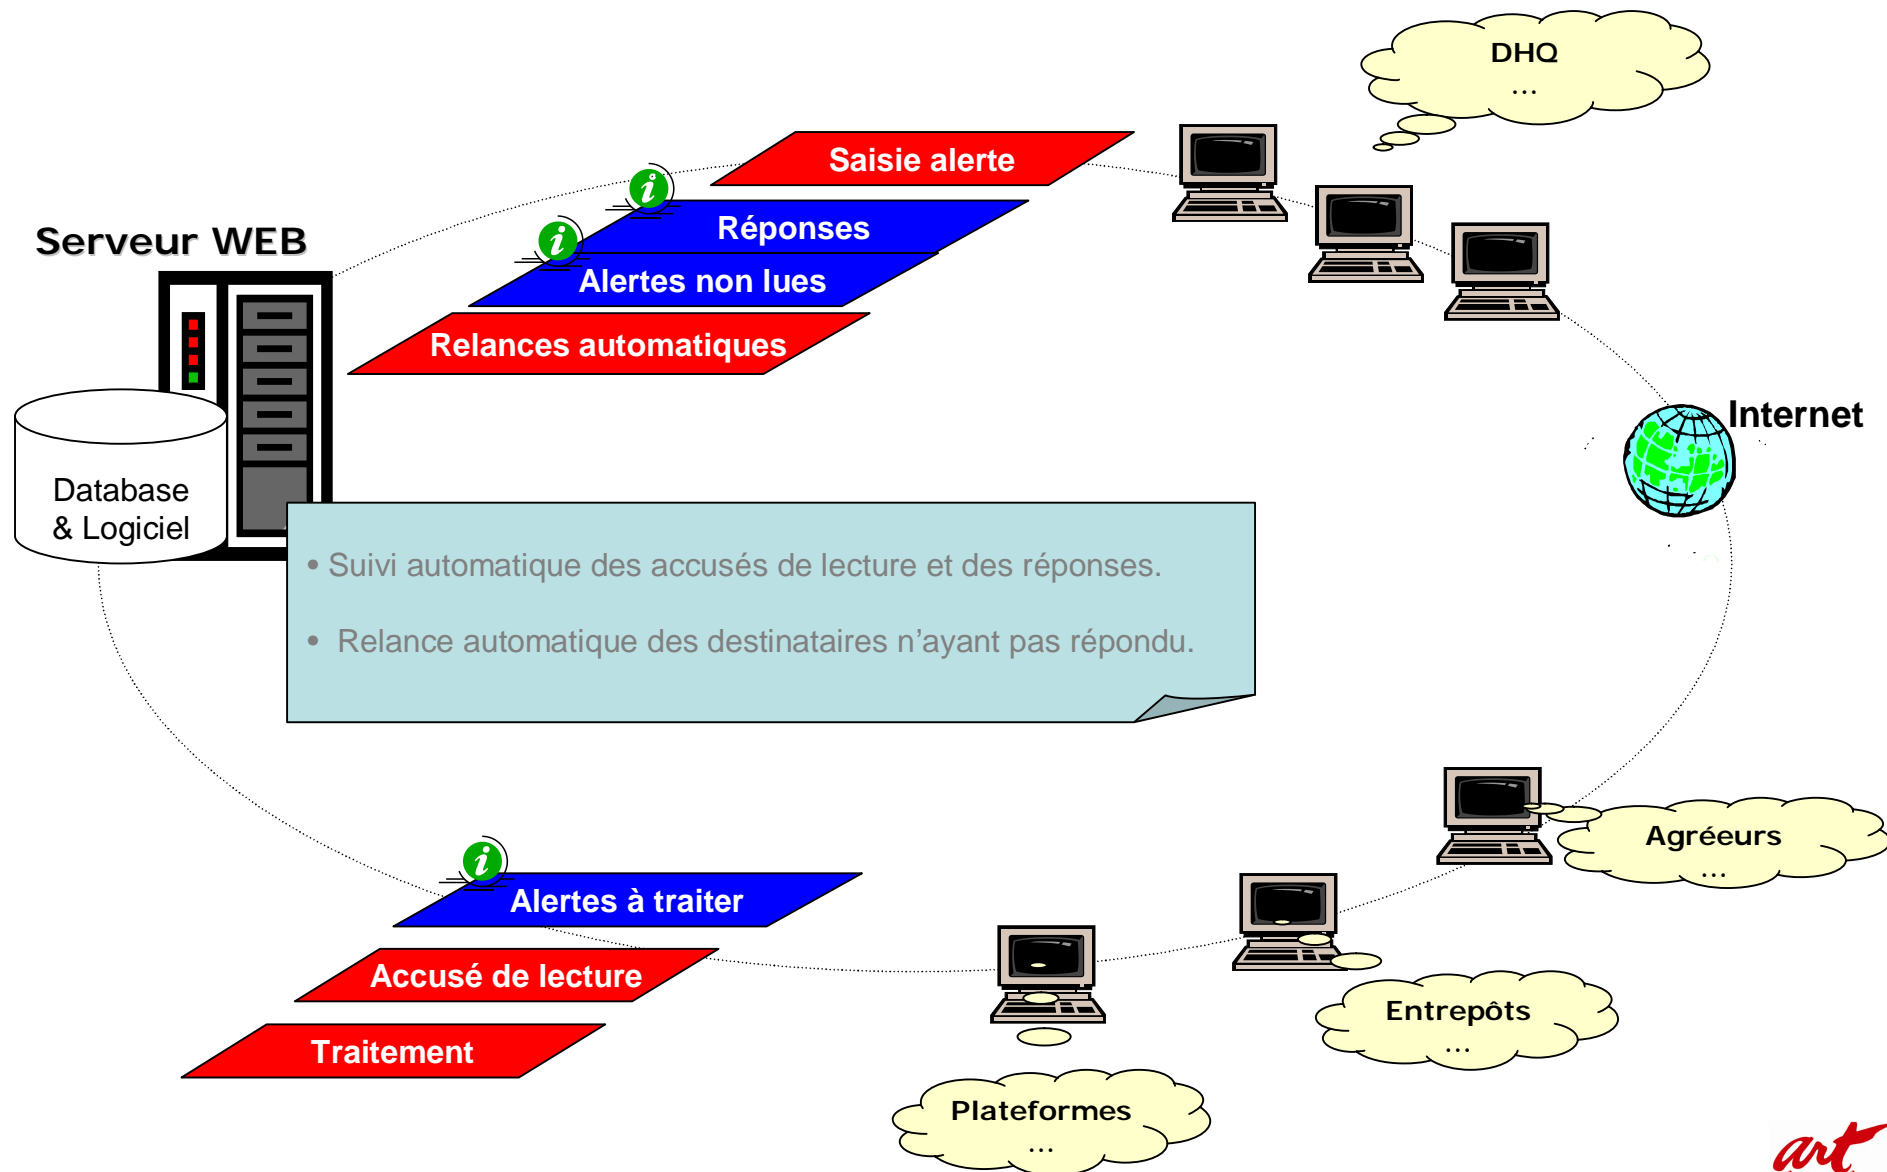 DHQ
...
Saisie alerte
Réponses
Serveur WEB
Alertes non lues
Relances automatiques
Internet
Database
& Logiciel
• Suivi automatique des accusés de lecture et des réponses.
• Relance automatique des destinataires n’ayant pas répondu.
Agréeurs
...
Alertes à traiter
Accusé de lecture
Entrepôts
...
Traitement
Plateformes
...
art